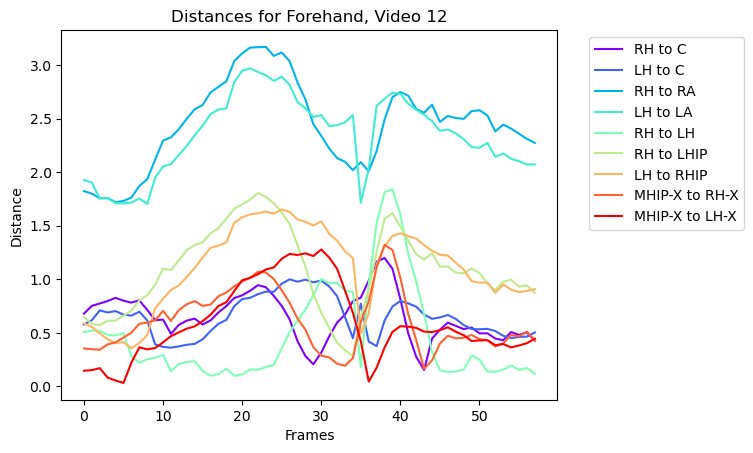 Distances for Forehand, Video 12
Distance
3.0
2.5
2.0
1.5
1.0
0.5
0.0
0 10 20 30 40 50
Frames
RH to C
LH to C
RH to RA
LH to LA
RH to LH
RH to LHIP
LH to RHIP
MHIP-X to RH-X
MHIP-X to LH-X